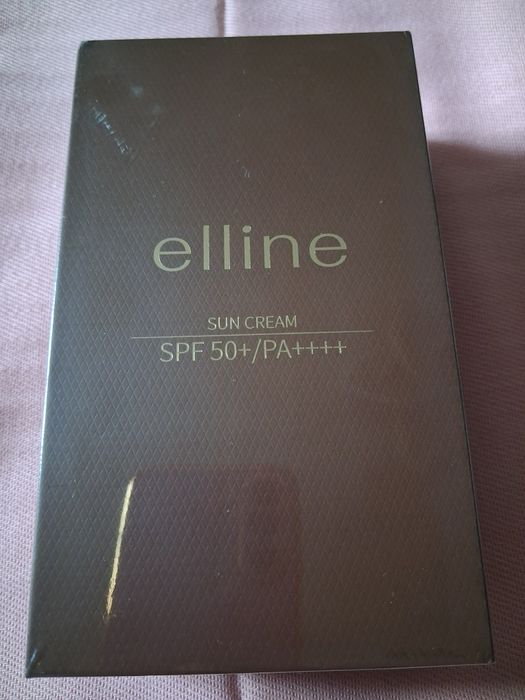 elline
SUN CREAM
SPF 50+/PA++++